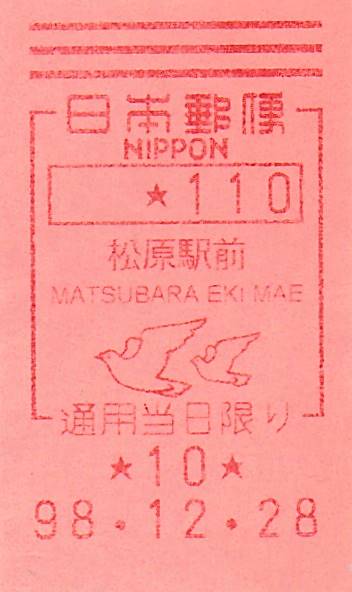 日本郵便
NIPPON
★110
松原駅前
MATSUBARA EKI MAE
通用当日限り
★10★
98.12.28